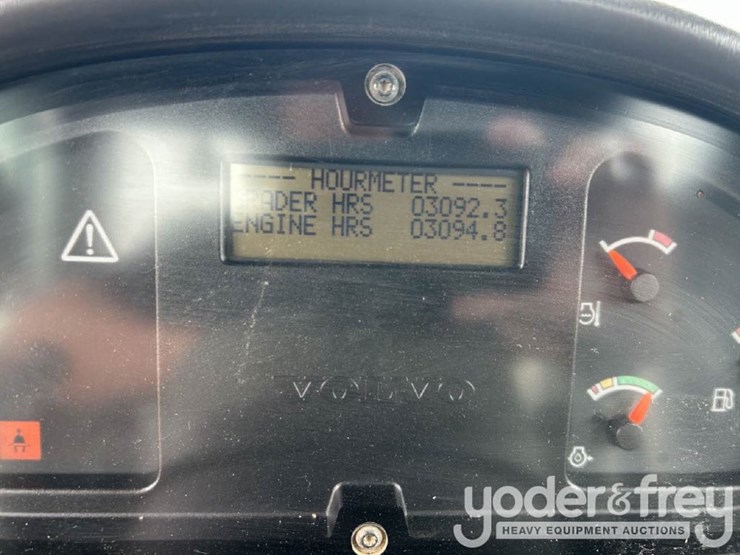 ---- HOURMETER ----
RADER HRS 03092.3
ENGINE HRS 03094.8
VOLVO
yoder&frey
HEAVY EQUIPMENT AUCTIONS